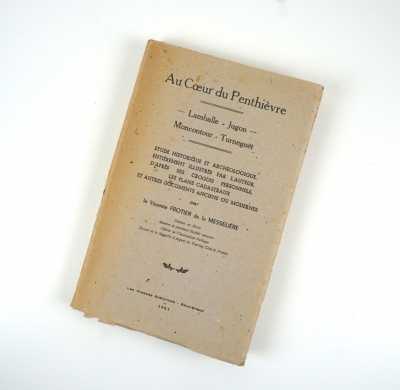 Au Cœur du Penthièvre
— Lamballe - Jugon —
Moncontour - Turnegoët
ETUDE HISTORIQUE ET ARCHÉOLOGIQUE,
ENTIÈREMENT ILLUSTRÉE PAR L'AUTEUR,
D'APRÈS SES CROQUIS PERSONNELS,
LES PLANS CADASTRAUX
ET AUTRES DOCUMENTS ANCIENS OU MODERNES
par
le Vicomte FROTIER de la MESSELIÈRE